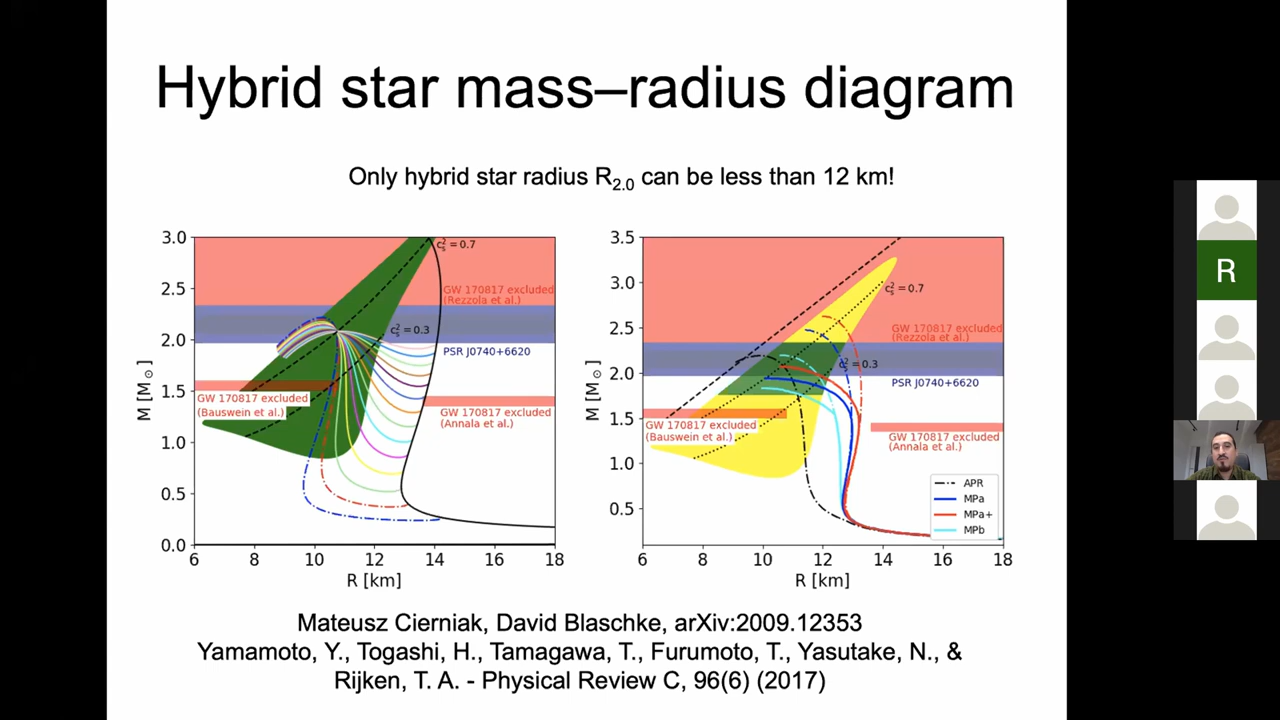 Hybrid star mass–radius diagram
Only hybrid star radius R2.0 can be less than 12 km!
3.0
2.5
2.0
1.5
1.0
0.5
0.0
M [M⊙]
6
8
10
12
14
16
18
R [km]
c_s^2 = 0.7
GW 170817 excluded
(Rezzola et al.)
c_s^2 = 0.3
PSR J0740+6620
GW 170817 excluded
(Bauswein et al.)
GW 170817 excluded
(Annala et al.)
3.5
3.0
2.5
2.0
1.5
1.0
0.5
M [M⊙]
6
8
10
12
14
16
18
R [km]
c_s^2 = 0.7
GW 170817 excluded
(Rezzola et al.)
c_s^2 = 0.3
PSR J0740+6620
GW 170817 excluded
(Bauswein et al.)
GW 170817 excluded
(Annala et al.)
APR
MPa
MPa+
MPb
Mateusz Cierniak, David Blaschke, arXiv:2009.12353
Yamamoto, Y., Togashi, H., Tamagawa, T., Furumoto, T., Yasutake, N., &
Rijken, T. A. - Physical Review C, 96(6) (2017)
R